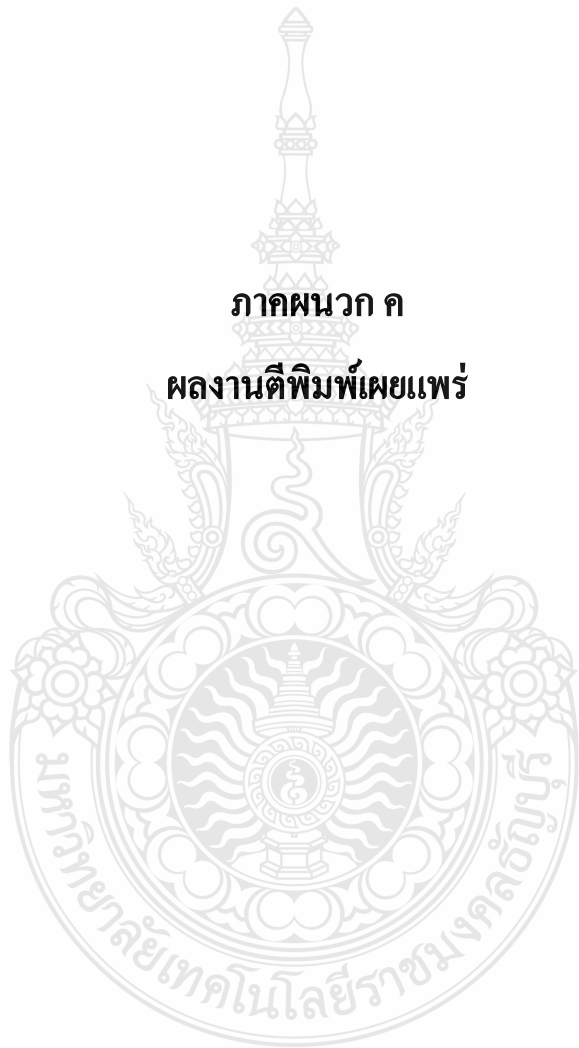 ภาคผนวก ค
ผลงานตีพิมพ์เผยแพร่
มหาวิทยาลัยเทคโนโลยีราชมงคลธัญบุรี